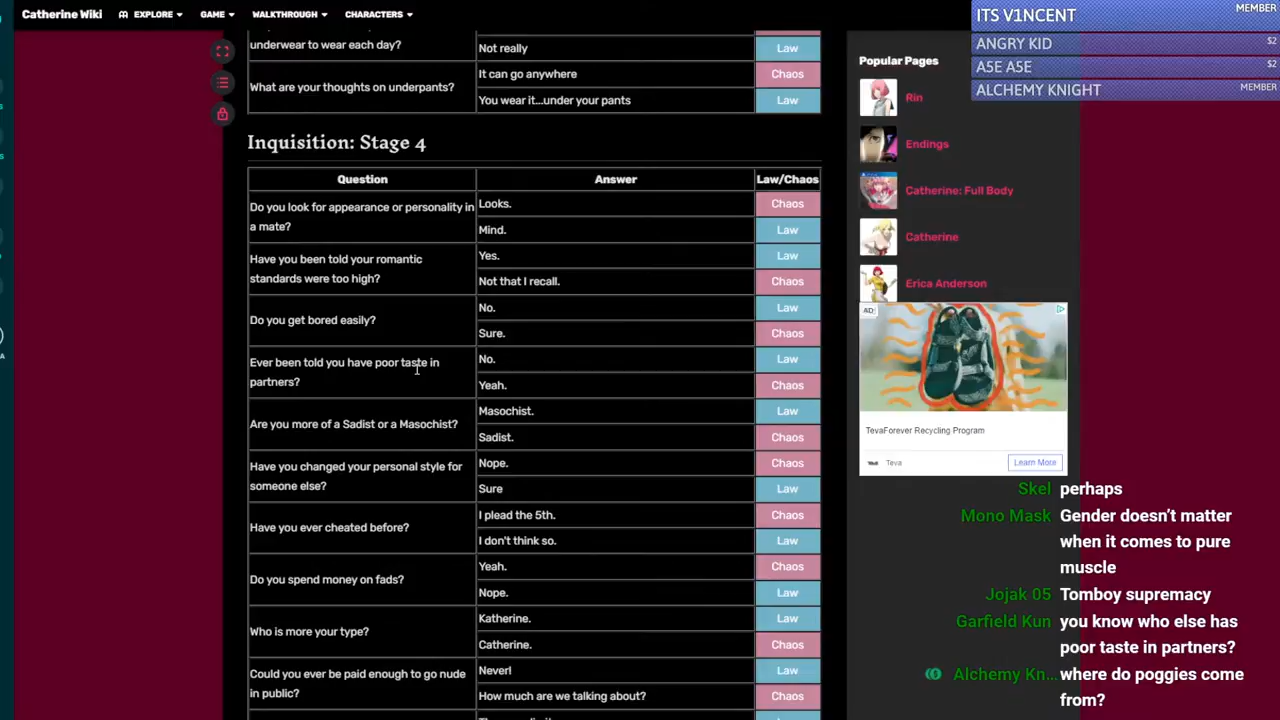 Catherine Wiki
EXPLORE
GAME
WALKTHROUGH
CHARACTERS
ITS V1NCENT
MEMBER
ANGRY KID
$2
A5E A5E
$2
ALCHEMY KNIGHT
MEMBER
underwear to wear each day?
Not really
Law
What are your thoughts on underpants?
It can go anywhere
Chaos
You wear it...under your pants
Law
Inquisition: Stage 4
Question
Answer
Law/Chaos
Do you look for appearance or personality in
a mate?
Looks.
Chaos
Mind.
Law
Have you been told your romantic
standards were too high?
Yes.
Law
Not that I recall.
Chaos
Do you get bored easily?
No.
Law
Sure.
Chaos
Ever been told you have poor taste in
partners?
No.
Law
Yeah.
Chaos
Are you more of a Sadist or a Masochist?
Masochist.
Law
Sadist.
Chaos
Have you changed your personal style for
someone else?
Nope.
Chaos
Sure
Law
Have you ever cheated before?
I plead the 5th.
Chaos
I don't think so.
Law
Do you spend money on fads?
Yeah.
Chaos
Nope.
Law
Who is more your type?
Katherine.
Law
Catherine.
Chaos
Could you ever be paid enough to go nude
in public?
Never!
Law
How much are we talking about?
Chaos
Popular Pages
Rin
Endings
Catherine: Full Body
Catherine
Erica Anderson
AD
TevaForever Recycling Program
Teva
Learn More
Skel perhaps
Mono Mask Gender doesn't matter
when it comes to pure
muscle
Jojak 05 Tomboy supremacy
Garfield Kun you know who else has
poor taste in partners?
Alchemy Kn... where do poggies come
from?